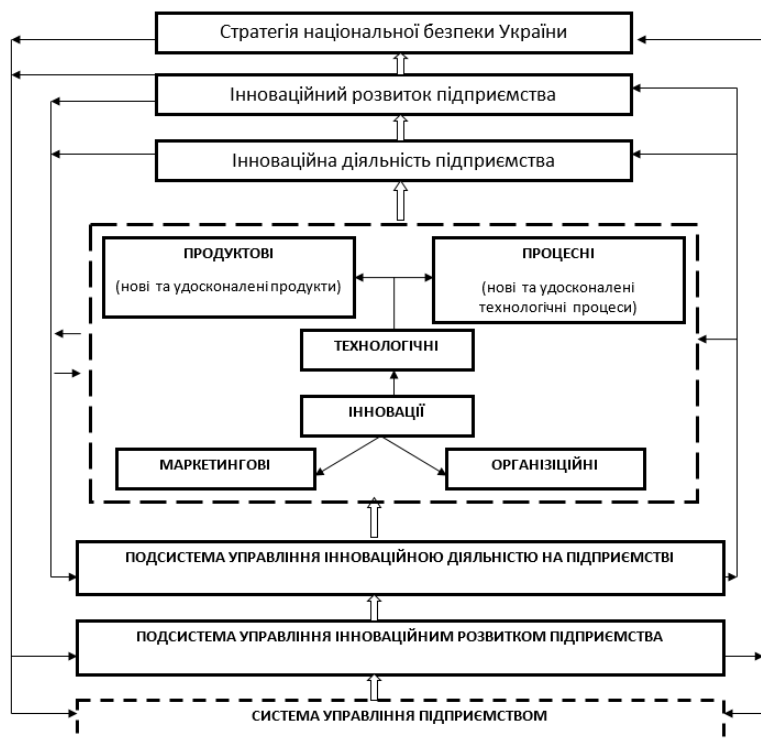 Стратегія національної безпеки України
Інноваційний розвиток підприємства
Інноваційна діяльність підприємства
ПРОДУКТОВІ
(нові та удосконалені продукти)
ПРОЦЕСНІ
(нові та удосконалені
технологічні процеси)
ТЕХНОЛОГІЧНІ
ІННОВАЦІЇ
МАРКЕТИНГОВІ
ОРГАНІЗІЦІЙНІ
ПОДСИСТЕМА УПРАВЛІННЯ ІННОВАЦІЙНОЮ ДІЯЛЬНІСТЮ НА ПІДПРИЄМСТВІ
ПОДСИСТЕМА УПРАВЛІННЯ ІННОВАЦІЙНИМ РОЗВИТКОМ ПІДПРИЄМСТВА
СИСТЕМА УПРАВЛІННЯ ПІДПРИЄМСТВОМ